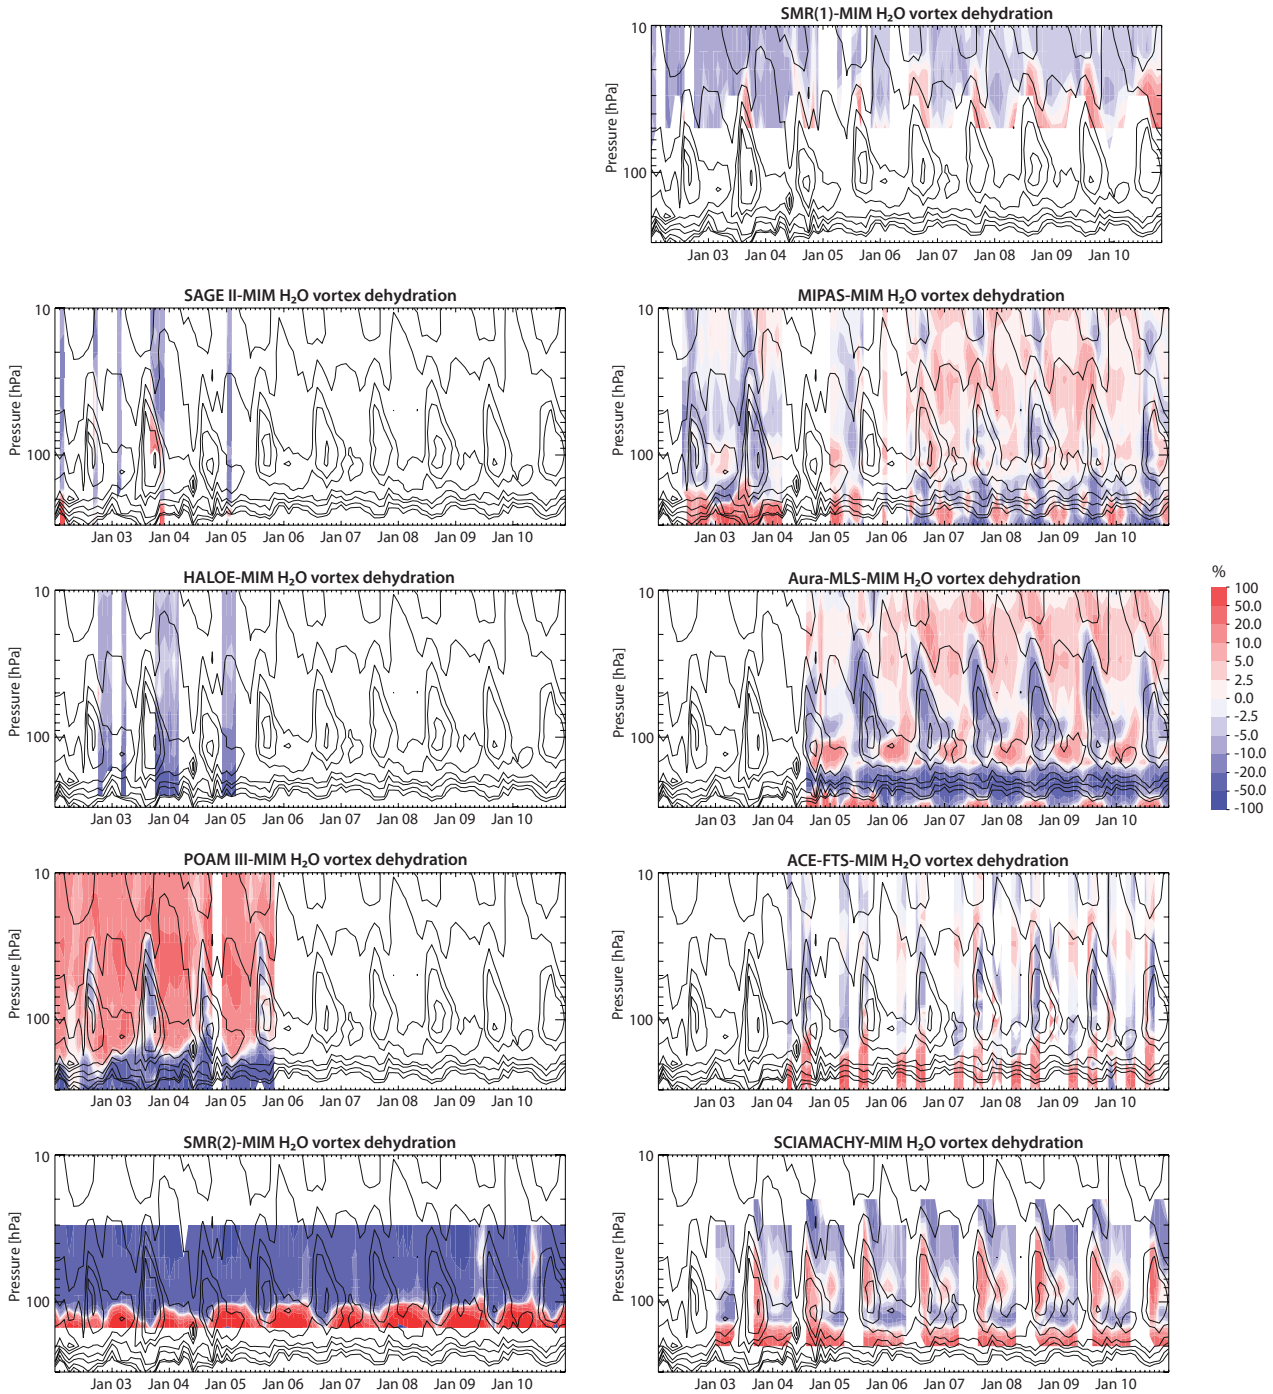 SMR(1)-MIM H₂O vortex dehydration
10
100
Pressure [hPa]
Jan 03 Jan 04 Jan 05 Jan 06 Jan 07 Jan 08 Jan 09 Jan 10
SAGE II-MIM H₂O vortex dehydration
10
100
Pressure [hPa]
Jan 03 Jan 04 Jan 05 Jan 06 Jan 07 Jan 08 Jan 09 Jan 10
MIPAS-MIM H₂O vortex dehydration
10
100
Pressure [hPa]
Jan 03 Jan 04 Jan 05 Jan 06 Jan 07 Jan 08 Jan 09 Jan 10
HALOE-MIM H₂O vortex dehydration
10
100
Pressure [hPa]
Jan 03 Jan 04 Jan 05 Jan 06 Jan 07 Jan 08 Jan 09 Jan 10
Aura-MLS-MIM H₂O vortex dehydration
10
100
Pressure [hPa]
Jan 03 Jan 04 Jan 05 Jan 06 Jan 07 Jan 08 Jan 09 Jan 10
%
100
50.0
20.0
10.0
5.0
2.5
0.0
-2.5
-5.0
-10.0
-20.0
-50.0
-100
POAM III-MIM H₂O vortex dehydration
10
100
Pressure [hPa]
Jan 03 Jan 04 Jan 05 Jan 06 Jan 07 Jan 08 Jan 09 Jan 10
ACE-FTS-MIM H₂O vortex dehydration
10
100
Pressure [hPa]
Jan 03 Jan 04 Jan 05 Jan 06 Jan 07 Jan 08 Jan 09 Jan 10
SMR(2)-MIM H₂O vortex dehydration
10
100
Pressure [hPa]
Jan 03 Jan 04 Jan 05 Jan 06 Jan 07 Jan 08 Jan 09 Jan 10
SCIAMACHY-MIM H₂O vortex dehydration
10
100
Pressure [hPa]
Jan 03 Jan 04 Jan 05 Jan 06 Jan 07 Jan 08 Jan 09 Jan 10